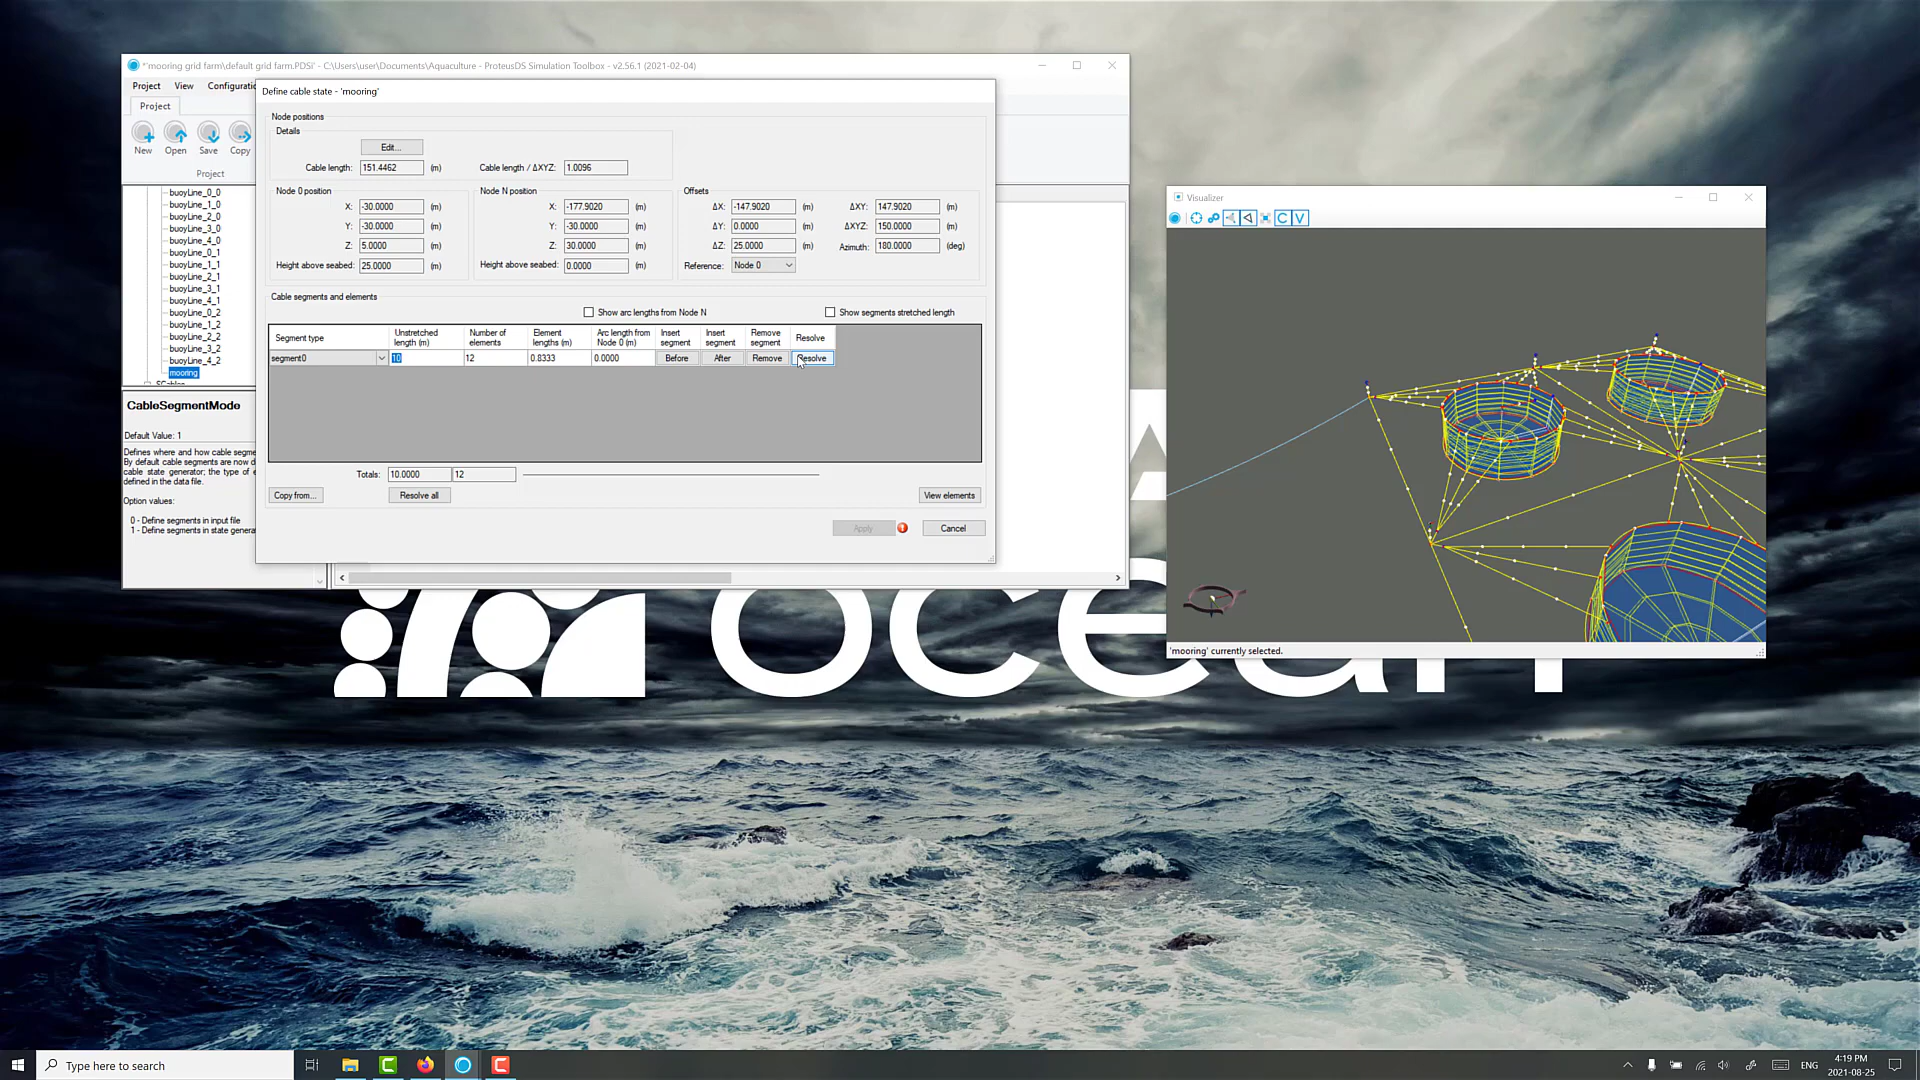 *'mooring grid farm\default grid farm.PDSi' - C:\Users\user\Documents\Aquaculture - ProteusDS Simulation Toolbox - v2.56.1 (2021-02-04)
Project View
Project
New Open Save Copy
Project
buoyLine_0_0
buoyLine_1_0
buoyLine_2_0
buoyLine_3_0
buoyLine_4_0
buoyLine_0_1
buoyLine_1_1
buoyLine_2_1
buoyLine_3_1
buoyLine_4_1
buoyLine_0_2
buoyLine_1_2
buoyLine_2_2
buoyLine_3_2
buoyLine_4_2
mooring
CableSegmentMode
Default Value: 1
Defines where and how cable segme
By default cable segments are now d
cable state generator; the type of e
defined in the data file.
Option values:
0 - Define segments in input file
1 - Define segments in state genera
Define cable state - 'mooring'
Node positions
Details
Edit...
Cable length: 151.4462 (m) Cable length / ΔXYZ: 1.0096
Node 0 position Node N position Offsets
X: -30.0000 (m) X: -177.9020 (m) ΔX: -147.9020 (m) ΔXY: 147.9020 (m)
Y: -30.0000 (m) Y: -30.0000 (m) ΔY: 0.0000 (m) ΔXYZ: 150.0000 (m)
Z: 5.0000 (m) Z: 30.0000 (m) ΔZ: 25.0000 (m) Azimuth: 180.0000 (deg)
Height above seabed: 25.0000 (m) Height above seabed: 0.0000 (m) Reference: Node 0
Cable segments and elements
Show arc lengths from Node N Show segments stretched length
Segment type Unstretched length (m) Number of elements Element lengths (m) Arc length from Node 0 (m) Insert segment Insert segment Remove segment Resolve
segment0 10 12 0.8333 0.0000 Before After Remove Resolve
Totals: 10.0000 12
Copy from... Resolve all View elements
Apply Cancel
Visualizer
C V
'mooring' currently selected.
ocean
Type here to search
ENG
4:19 PM
2021-08-25